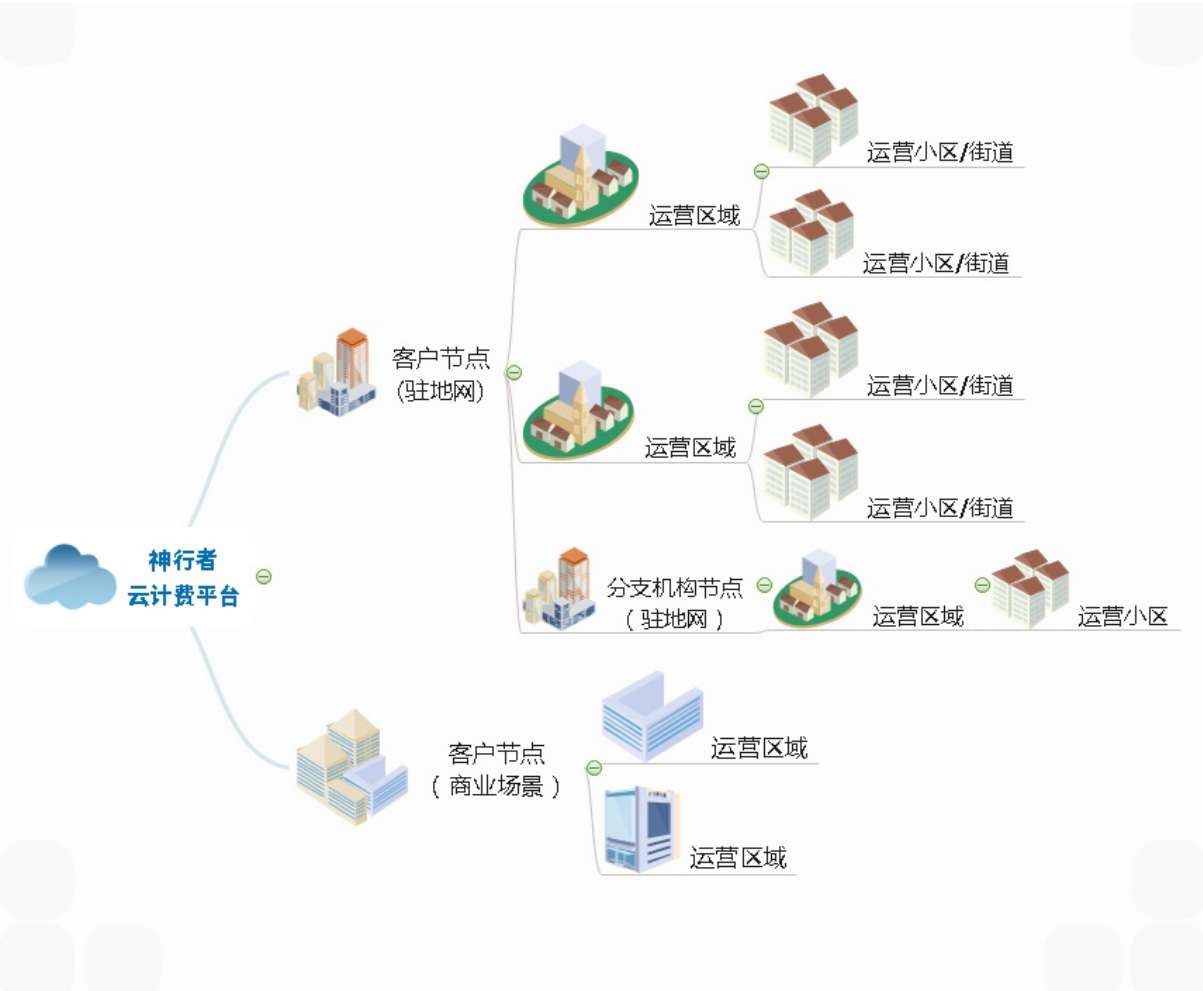 运营小区/街道
运营区域
运营小区/街道
客户节点
(驻地网)
运营小区/街道
运营区域
运营小区/街道
神行者
云计费平台
分支机构节点
（驻地网）
运营区域
运营小区
客户节点
（商业场景）
运营区域
运营区域